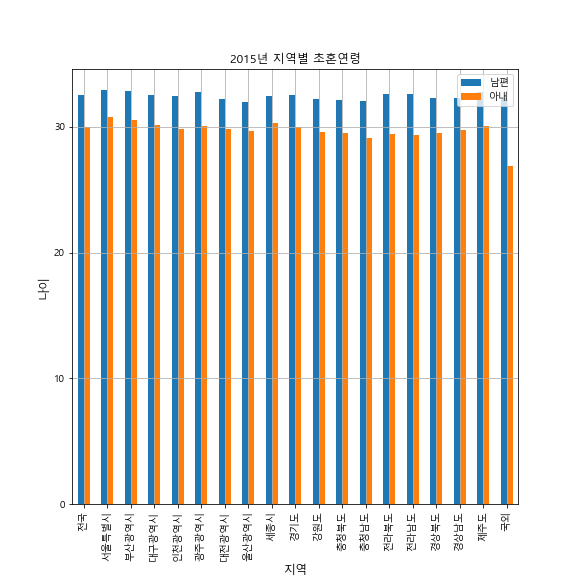 2015년 지역별 초혼연령
남편
아내
나이
30
20
10
0
전국
서울특별시
부산광역시
대구광역시
인천광역시
광주광역시
대전광역시
울산광역시
세종시
경기도
강원도
충청북도
충청남도
전라북도
전라남도
경상북도
경상남도
제주도
국외
지역